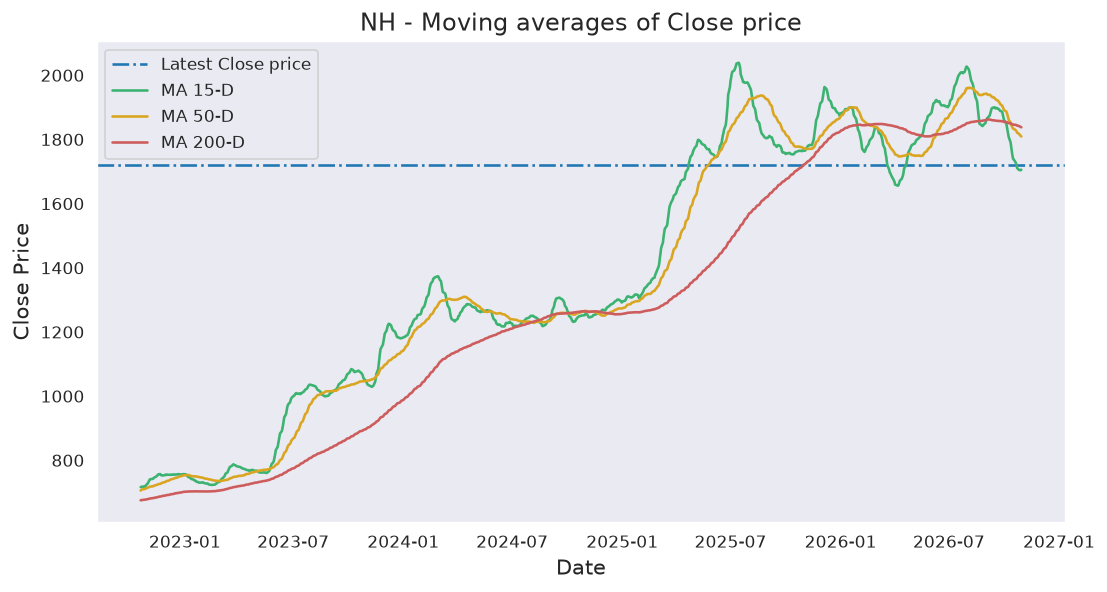 NH - Moving averages of Close price
Latest Close price
MA 15-D
MA 50-D
MA 200-D
2000
1800
1600
1400
1200
1000
800
Close Price
2023-01 2023-07 2024-01 2024-07 2025-01 2025-07 2026-01 2026-07 2027-01
Date